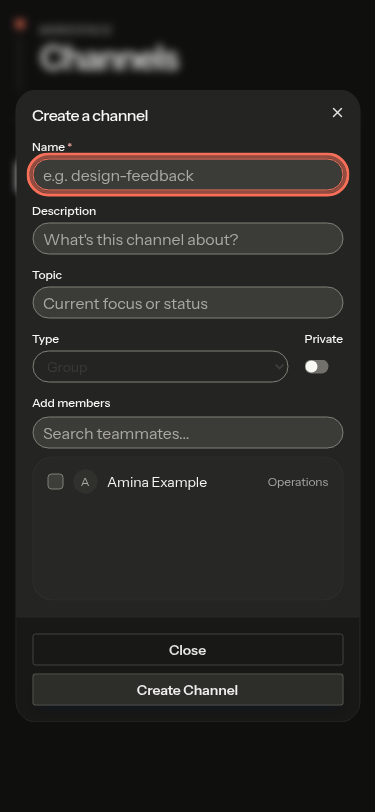 Channels
Create a channel
Name *
e.g. design-feedback
Description
What's this channel about?
Topic
Current focus or status
Type
Private
Group
Add members
Search teammates...
A
Amina Example
Operations
Close
Create Channel